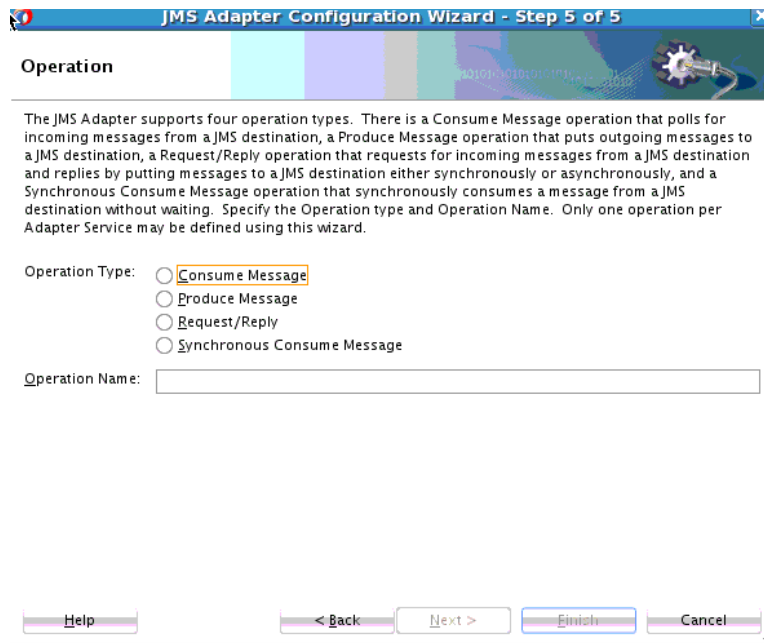 JMS Adapter Configuration Wizard - Step 5 of 5
Operation
The JMS Adapter supports four operation types.  There is a Consume Message operation that polls for
incoming messages from a JMS destination, a Produce Message operation that puts outgoing messages to
a JMS destination, a Request/Reply operation that requests for incoming messages from a JMS destination
and replies by putting messages to a JMS destination either synchronously or asynchronously, and a
Synchronous Consume Message operation that synchronously consumes a message from a JMS
destination without waiting.  Specify the Operation type and Operation Name.  Only one operation per
Adapter Service may be defined using this wizard.
Operation Type:
Consume Message
Produce Message
Request/Reply
Synchronous Consume Message
Operation Name:
Help
< Back
Next >
Finish
Cancel